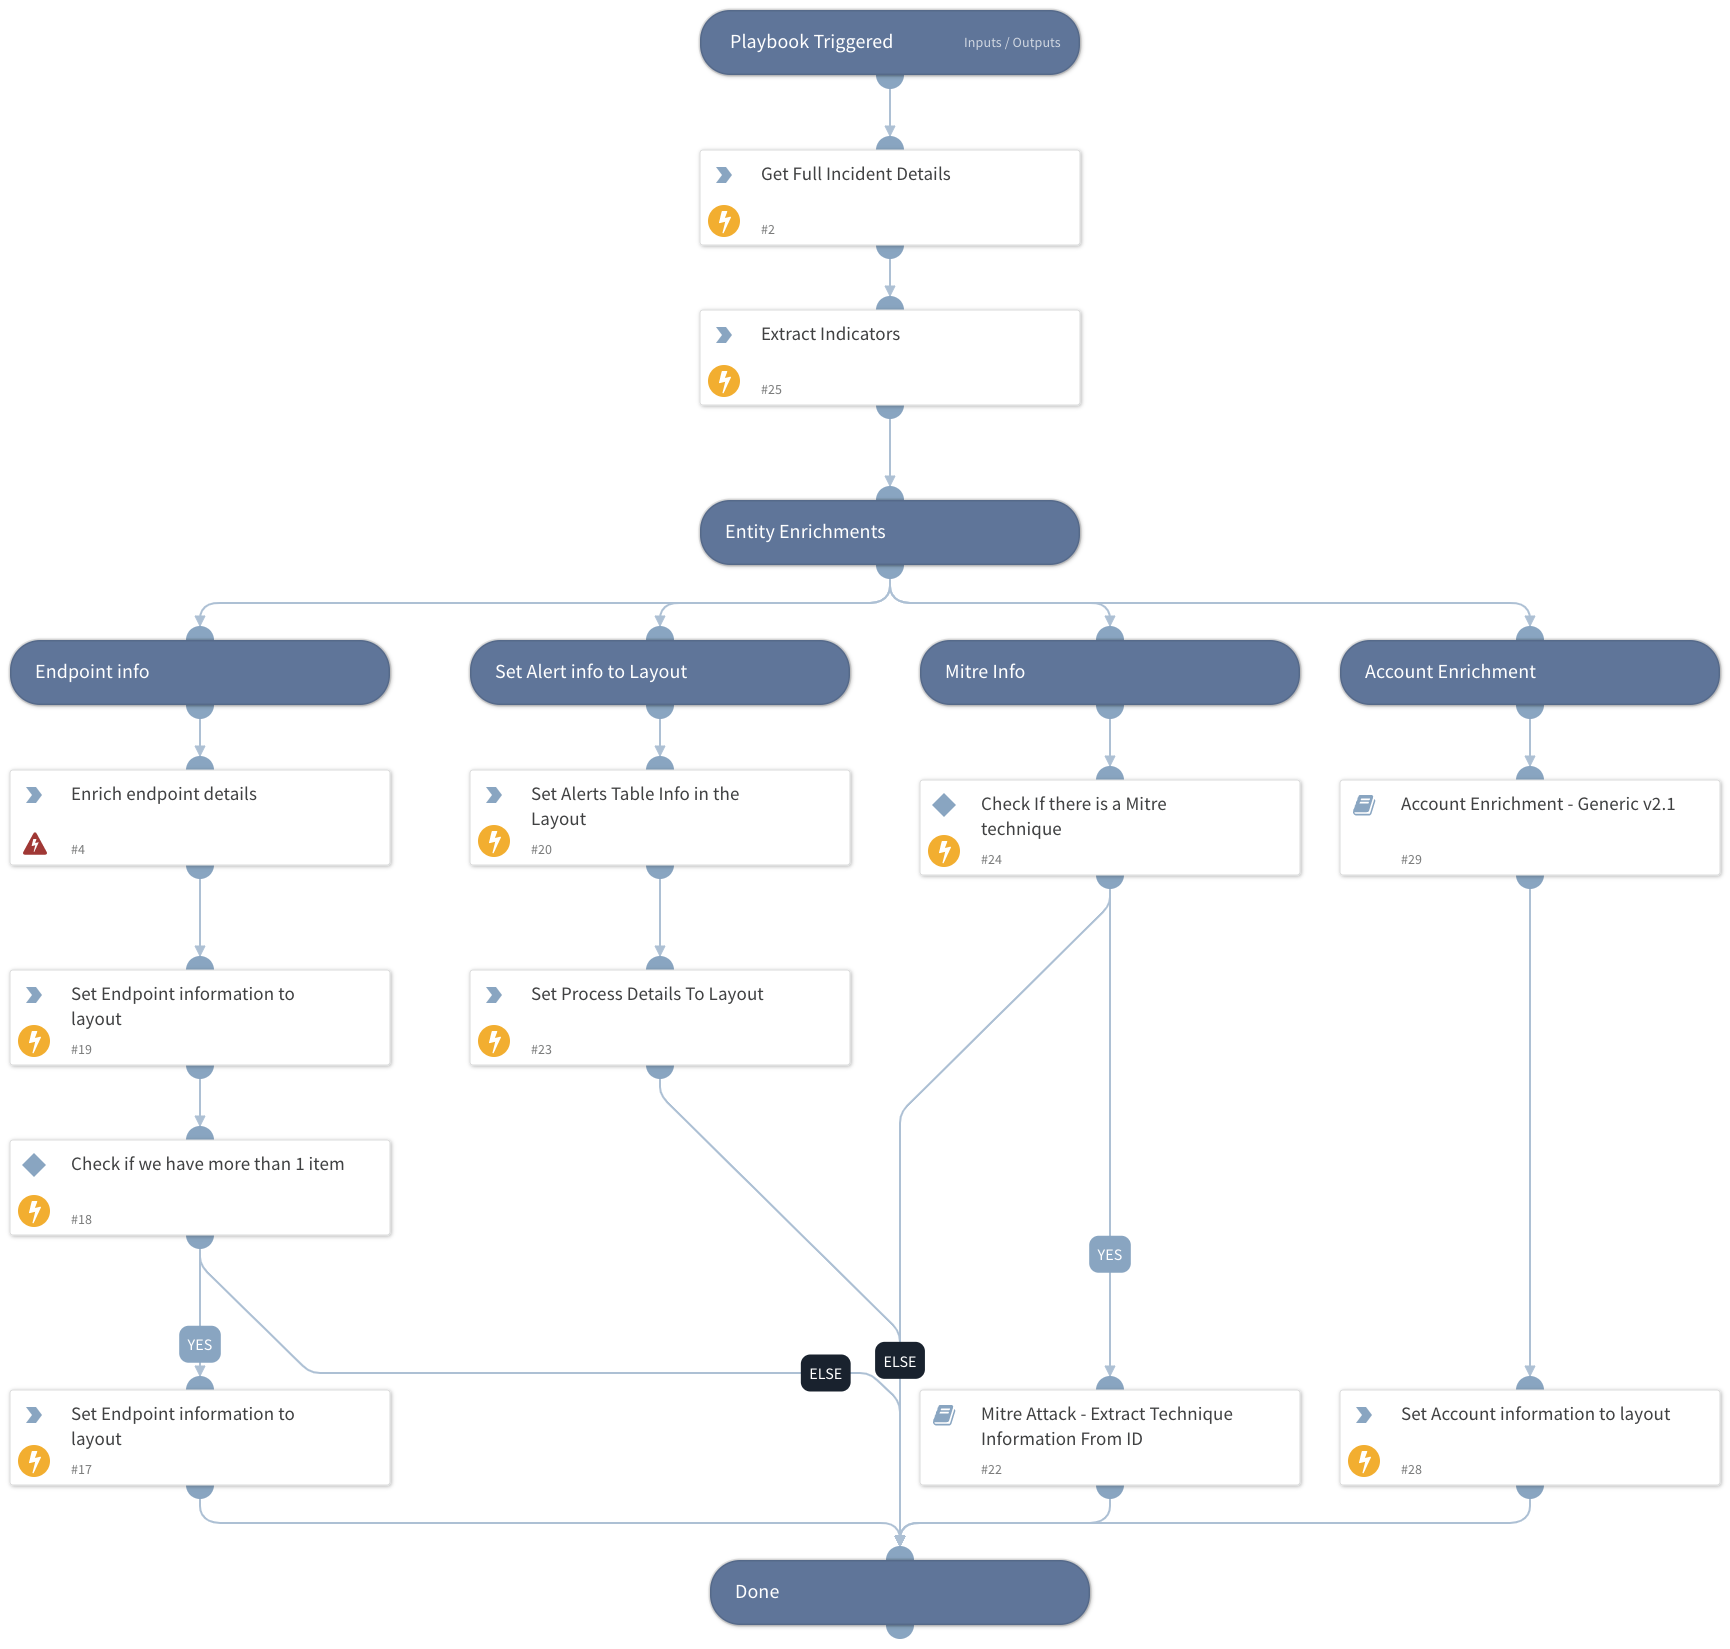 Playbook Triggered
Inputs / Outputs
Get Full Incident Details
#2
Extract Indicators
#25
Entity Enrichments
Endpoint info
Set Alert info to Layout
Mitre Info
Account Enrichment
Enrich endpoint details
#4
Set Alerts Table Info in the
Layout
#20
Check If there is a Mitre
technique
#24
Account Enrichment - Generic v2.1
#29
Set Endpoint information to
layout
#19
Set Process Details To Layout
#23
Check if we have more than 1 item
#18
YES
YES
ELSE
ELSE
Set Endpoint information to
layout
#17
Mitre Attack - Extract Technique
Information From ID
#22
Set Account information to layout
#28
Done